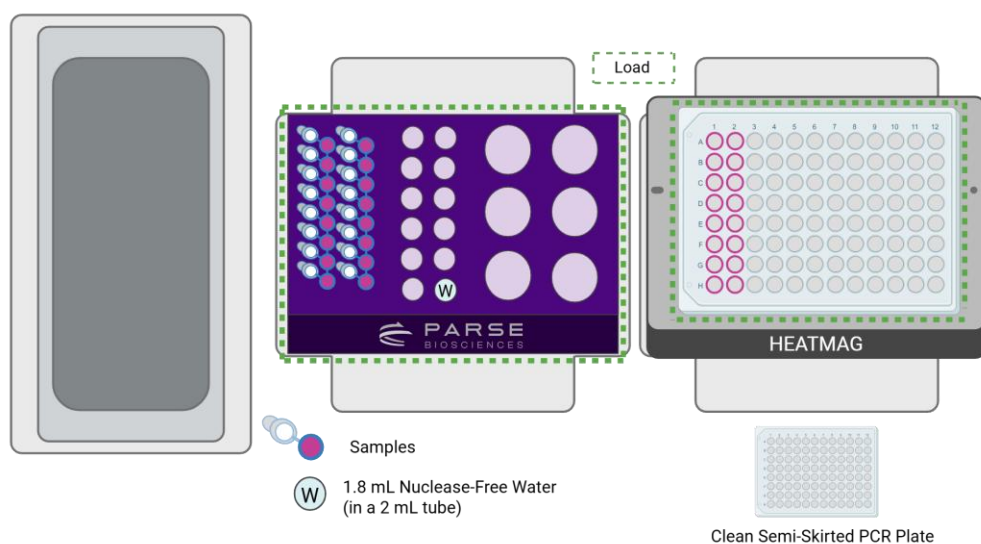 Load
1 2 3 4 5 6 7 8 9 10 11 12
A
B
C
D
E
F
G
H
W
PARSE
BIOSCIENCES
HEATMAG
Samples
W
1.8 mL Nuclease-Free Water
(in a 2 mL tube)
Clean Semi-Skirted PCR Plate